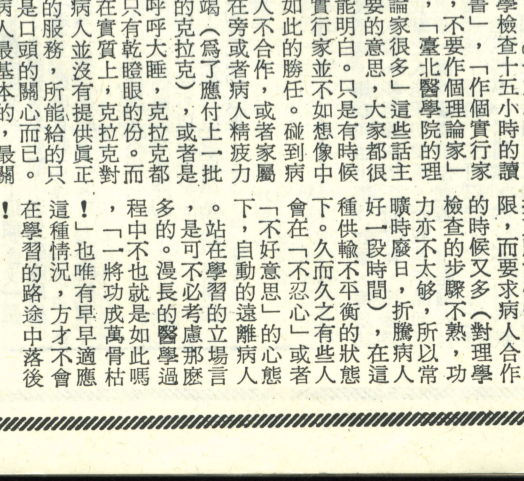 學檢查十五小時的讀
書」，「作個實行家
，不要作個理論家」
，「臺北醫學院的理
論家很多」這些話主
要的意思，大家都很
能明白。只是有時候
實行家並不如想像中
如此的勝任。碰到病
人不合作，或者家屬
在旁或者病人精疲力
竭（爲了應付上一批
的克拉克），或者是
呼呼大睡，克拉克都
只有乾瞪眼的份。而
在實質上，克拉克對
病人並沒有提供眞正
的服務，所能給的只
是口頭的關心而已。
病人最基本的，最關
限，而要求病人合作
的時候又多（對理學
檢查的步驟不熟，功
力亦不太够，所以常
曠時廢日，折騰病人
好一段時間），在這
種供輸不平衡的狀態
下。久而久之有些人
會在「不忍心」或者
「不好意思」的心態
下，自動的遠離病人
。站在學習的立場言
，是可不必考慮那麽
多的。漫長的醫學過
程中不也就是如此嗎
，「一將功成萬骨枯
！」也唯有早早適應
這種情況，方才不會
在學習的路途中落後
！